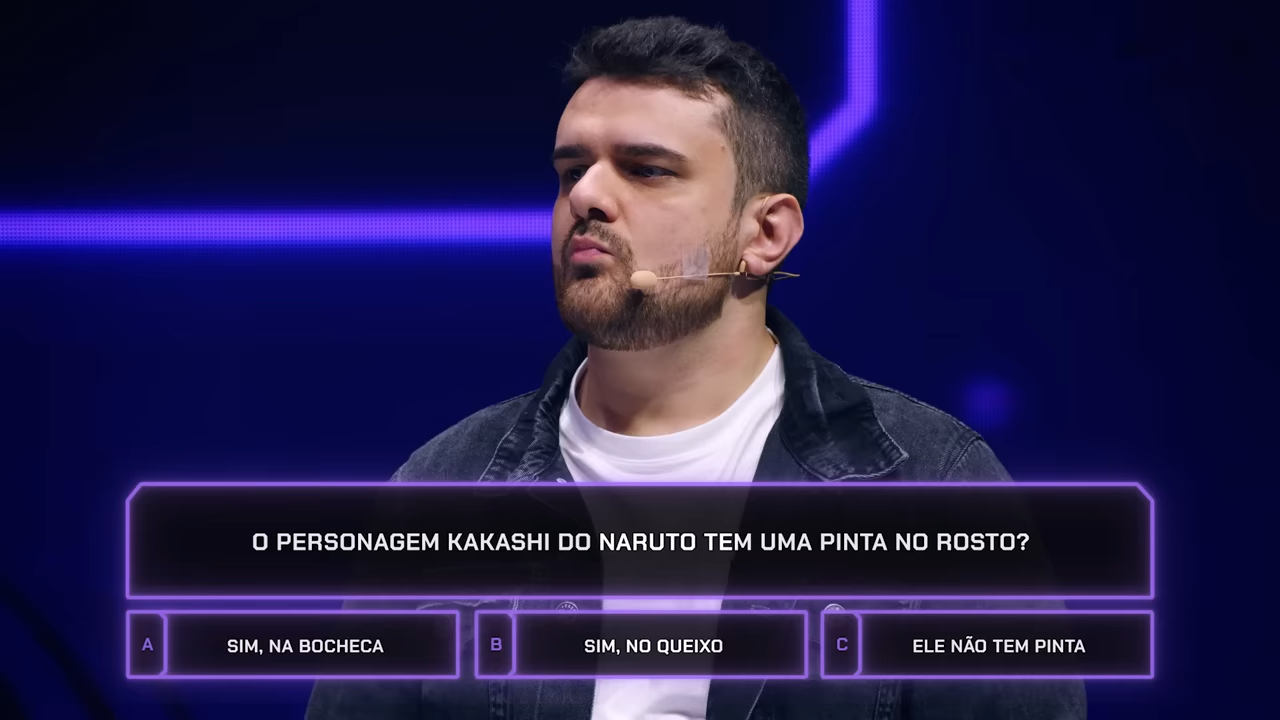 O PERSONAGEM KAKASHI DO NARUTO TEM UMA PINTA NO ROSTO?
A SIM, NA BOCHECA
B SIM, NO QUEIXO
C ELE NÃO TEM PINTA